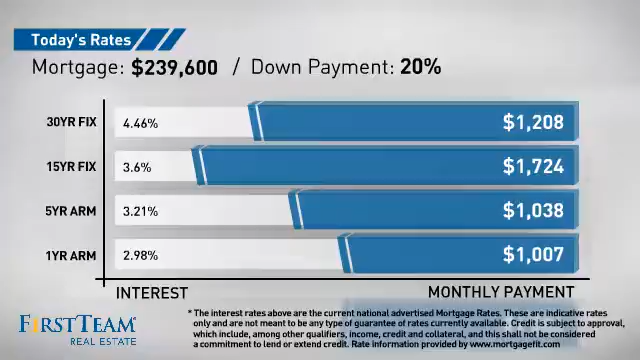 Today's Rates
Mortgage: $239,600 / Down Payment: 20%
30YR FIX 4.46% $1,208
15YR FIX 3.6% $1,724
5YR ARM 3.21% $1,038
1YR ARM 2.98% $1,007
INTEREST MONTHLY PAYMENT
FIRSTTEAM®
REAL ESTATE
* The interest rates above are the current national advertised Mortgage Rates. These are indicative rates
only and are not meant to be any type of guarantee of rates currently available. Credit is subject to approval,
which include, among other qualifiers, income, credit and collateral, and this shall not be considered
a commitment to lend or extend credit. Rate information provided by www.mortgagefit.com